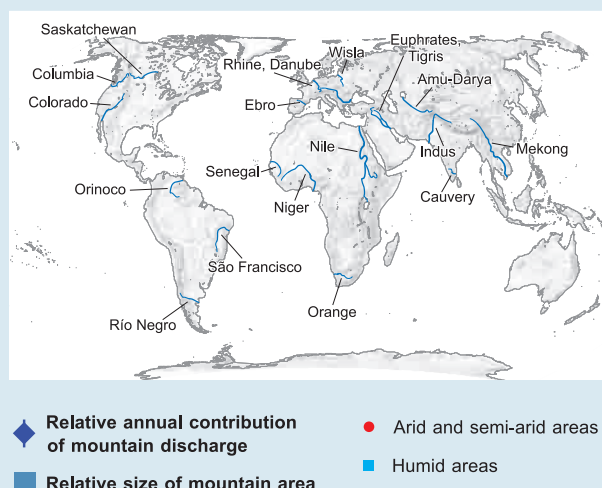 Saskatchewan
Columbia
Colorado
Wisla
Rhine, Danube
Ebro
Euphrates,
Tigris
Amu-Darya
Nile
Indus
Mekong
Senegal
Niger
Cauvery
Orinoco
São Francisco
Orange
Río Negro
Relative annual contribution
of mountain discharge
Relative size of mountain area
Arid and semi-arid areas
Humid areas